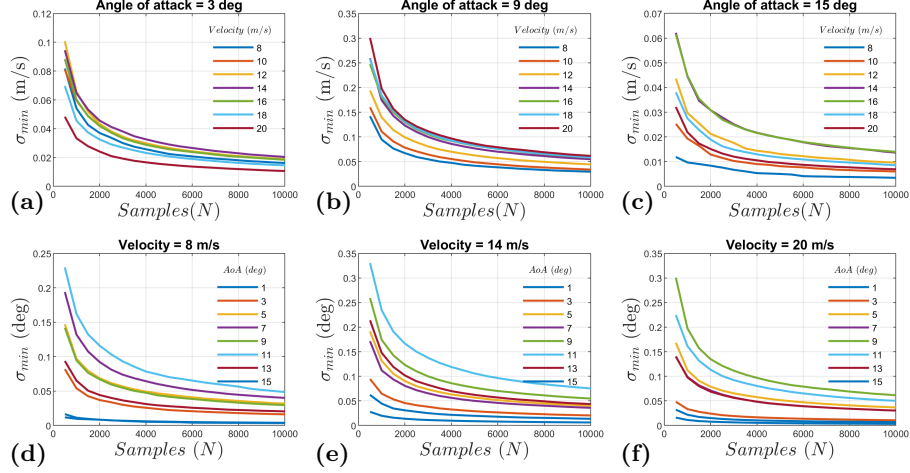 Angle of attack = 3 deg
Angle of attack = 9 deg
Angle of attack = 15 deg
0.12
0.1
0.08
0.06
0.04
0.02
0
σmin (m/s)
Velocity (m/s)
8
10
12
14
16
18
20
0 2000 4000 6000 8000 10000
Samples(N)
(a)
0.35
0.3
0.25
0.2
0.15
0.1
0.05
0
σmin (m/s)
Velocity (m/s)
8
10
12
14
16
18
20
0 2000 4000 6000 8000 10000
Samples(N)
(b)
0.07
0.06
0.05
0.04
0.03
0.02
0.01
0
σmin (m/s)
Velocity (m/s)
8
10
12
14
16
18
20
0 2000 4000 6000 8000 10000
Samples(N)
(c)
Velocity = 8 m/s
Velocity = 14 m/s
Velocity = 20 m/s
0.25
0.2
0.15
0.1
0.05
0
σmin (deg)
AoA (deg)
1
3
5
7
9
11
13
15
0 2000 4000 6000 8000 10000
Samples (N)
(d)
0.35
0.3
0.25
0.2
0.15
0.1
0.05
0
σmin (deg)
AoA (deg)
1
3
5
7
9
11
13
15
0 2000 4000 6000 8000 10000
Samples (N)
(e)
0.35
0.3
0.25
0.2
0.15
0.1
0.05
0
σmin (deg)
AoA (deg)
1
3
5
7
9
11
13
15
0 2000 4000 6000 8000 10000
Samples (N)
(f)